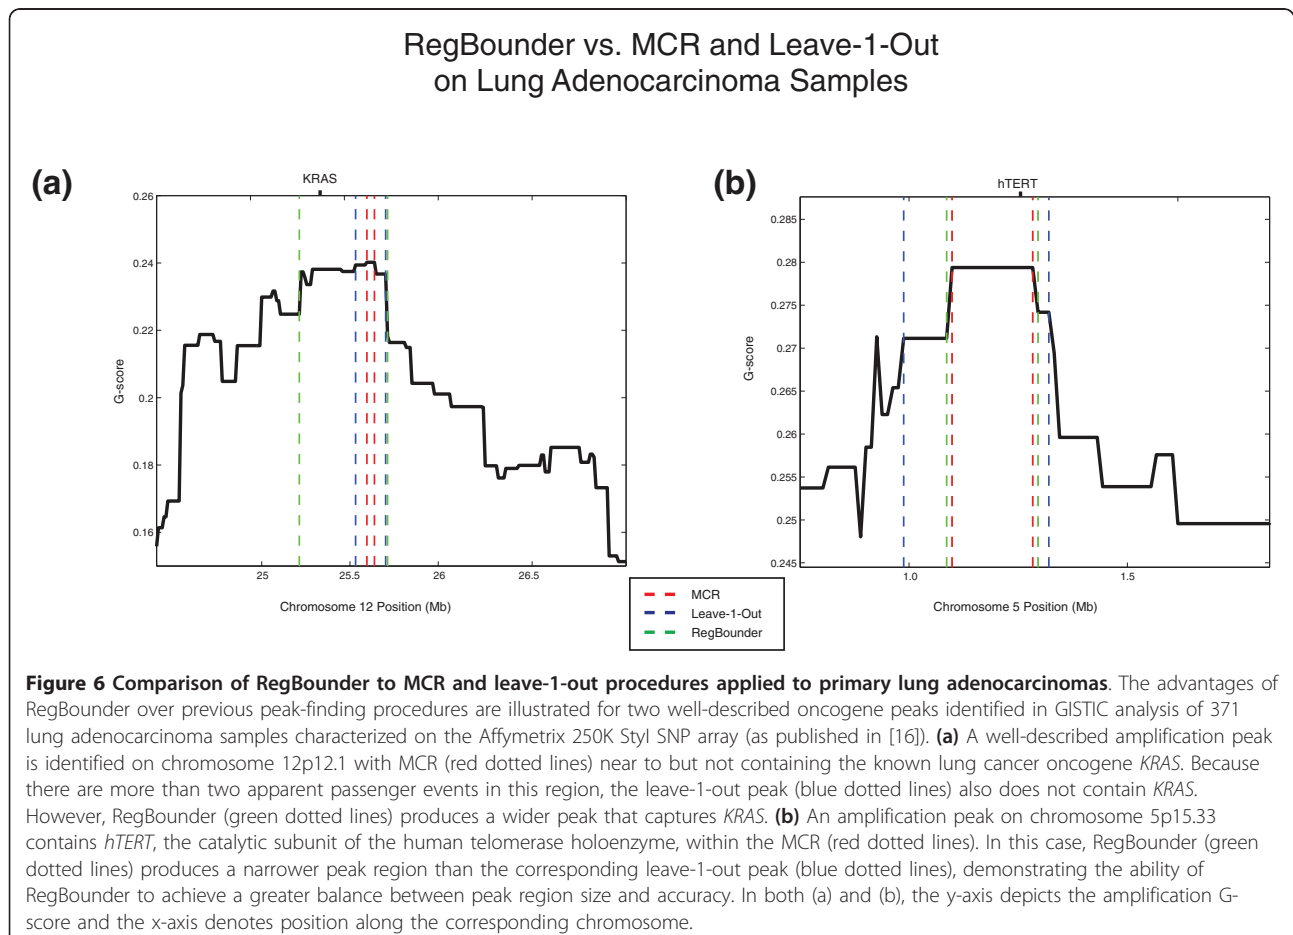 RegBounder vs. MCR and Leave-1-Out
on Lung Adenocarcinoma Samples
(a)
KRAS
0.26
0.24
0.22
0.2
0.18
0.16
G-score
25
25.5
26
26.5
Chromosome 12 Position (Mb)
(b)
hTERT
0.285
0.28
0.275
0.27
0.265
0.26
0.255
0.25
0.245
G-score
1.0
1.5
Chromosome 5 Position (Mb)
MCR
Leave-1-Out
RegBounder
Figure 6 Comparison of RegBounder to MCR and leave-1-out procedures applied to primary lung adenocarcinomas. The advantages of
RegBounder over previous peak-finding procedures are illustrated for two well-described oncogene peaks identified in GISTIC analysis of 371
lung adenocarcinoma samples characterized on the Affymetrix 250K StyI SNP array (as published in [16]). (a) A well-described amplification peak
is identified on chromosome 12p12.1 with MCR (red dotted lines) near to but not containing the known lung cancer oncogene KRAS. Because
there are more than two apparent passenger events in this region, the leave-1-out peak (blue dotted lines) also does not contain KRAS.
However, RegBounder (green dotted lines) produces a wider peak that captures KRAS. (b) An amplification peak on chromosome 5p15.33
contains hTERT, the catalytic subunit of the human telomerase holoenzyme, within the MCR (red dotted lines). In this case, RegBounder (green
dotted lines) produces a narrower peak region than the corresponding leave-1-out peak (blue dotted lines), demonstrating the ability of
RegBounder to achieve a greater balance between peak region size and accuracy. In both (a) and (b), the y-axis depicts the amplification G-
score and the x-axis denotes position along the corresponding chromosome.